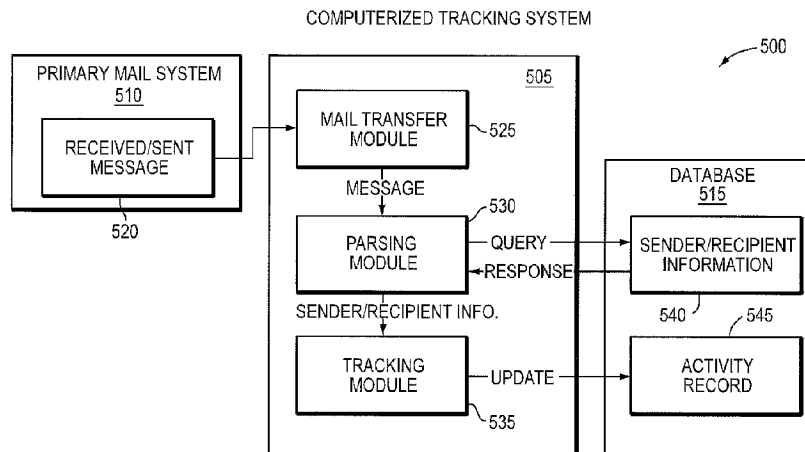 COMPUTERIZED TRACKING SYSTEM
500
PRIMARY MAIL SYSTEM
510
RECEIVED/SENT
MESSAGE
520
505
MAIL TRANSFER
MODULE
525
MESSAGE
530
PARSING
MODULE
QUERY
RESPONSE
SENDER/RECIPIENT INFO.
TRACKING
MODULE
535
UPDATE
DATABASE
515
SENDER/RECIPIENT
INFORMATION
540
545
ACTIVITY
RECORD